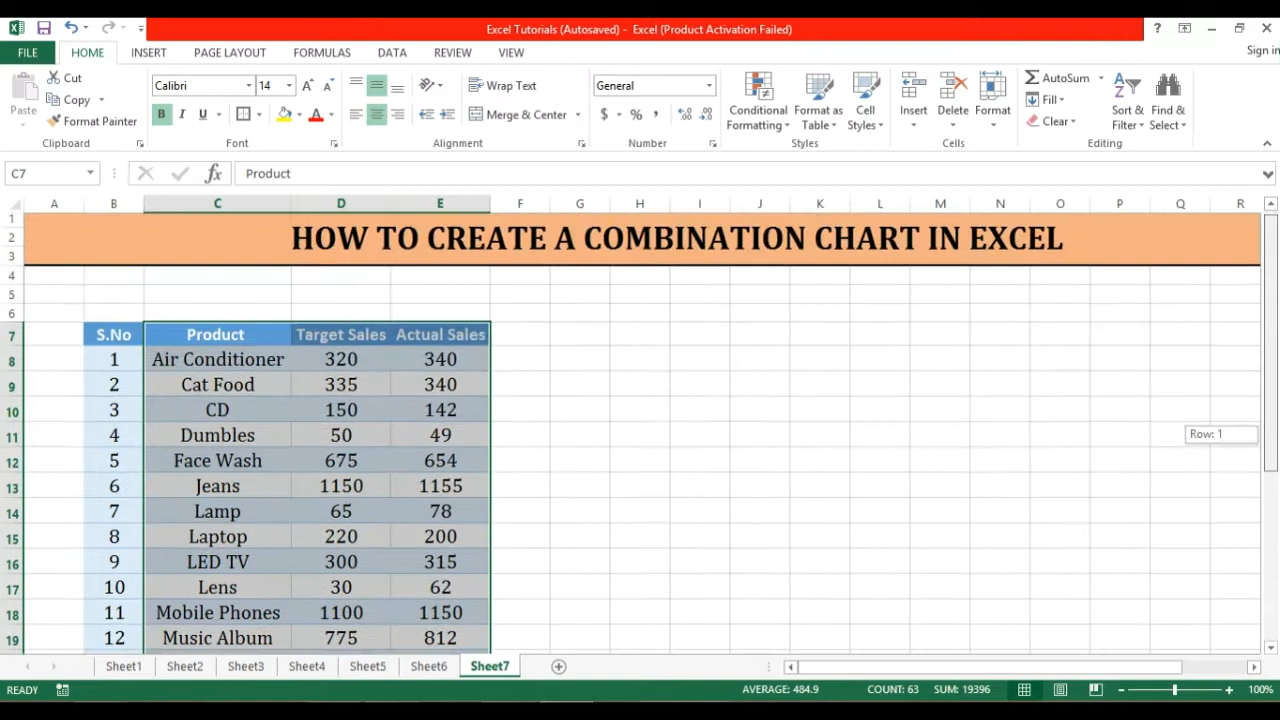 Excel Tutorials (Autosaved) - Excel (Product Activation Failed)
FILE HOME INSERT PAGE LAYOUT FORMULAS DATA REVIEW VIEW Sign in
Paste Cut Copy Format Painter
Calibri 14
B I U A
Wrap Text
Merge & Center
General
$ % ,
Conditional Formatting
Format as Table
Cell Styles
Insert Delete Format
AutoSum
Fill
Clear
Sort & Filter
Find & Select
Clipboard Font Alignment Number Styles Cells Editing
C7 fx Product
A B C D E F G H I J K L M N O P Q R
1
2 HOW TO CREATE A COMBINATION CHART IN EXCEL
3
4
5
6
7 S.No Product Target Sales Actual Sales
8 1 Air Conditioner 320 340
9 2 Cat Food 335 340
10 3 CD 150 142
11 4 Dumbles 50 49
Row: 1
12 5 Face Wash 675 654
13 6 Jeans 1150 1155
14 7 Lamp 65 78
15 8 Laptop 220 200
16 9 LED TV 300 315
17 10 Lens 30 62
18 11 Mobile Phones 1100 1150
19 12 Music Album 775 812
Sheet1 Sheet2 Sheet3 Sheet4 Sheet5 Sheet6 Sheet7
READY AVERAGE: 484.9 COUNT: 63 SUM: 19396 100%